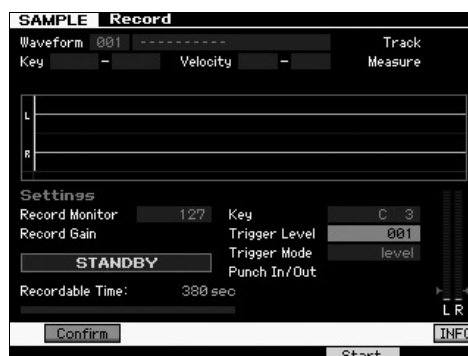 SAMPLE Record
Waveform 001 ---------- Track
Key - Velocity - Measure
L
R
Settings
Record Monitor 127 Key C 3
Record Gain Trigger Level 001
Trigger Mode level
STANDBY Punch In/Out
Recordable Time: 380 sec
L R
Confirm INFO
Start